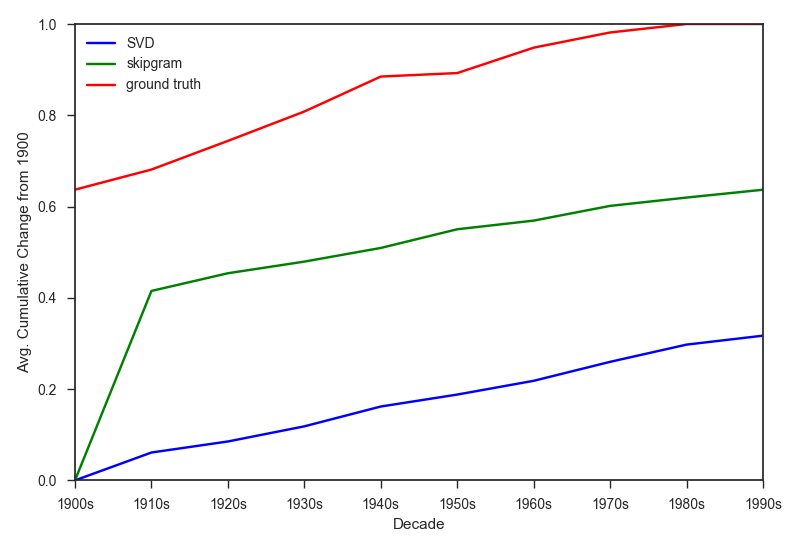 SVD
skipgram
ground truth
1.0
0.8
0.6
0.4
0.2
0.0
Avg. Cumulative Change from 1900
1900s 1910s 1920s 1930s 1940s 1950s 1960s 1970s 1980s 1990s
Decade